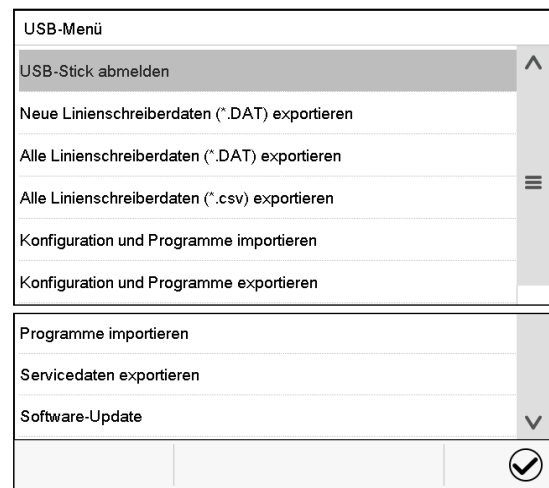 USB-Menü
USB-Stick abmelden
Neue Linienschreiberdaten (*.DAT) exportieren
Alle Linienschreiberdaten (*.DAT) exportieren
Alle Linienschreiberdaten (*.csv) exportieren
Konfiguration und Programme importieren
Konfiguration und Programme exportieren
Programme importieren
Servicedaten exportieren
Software-Update